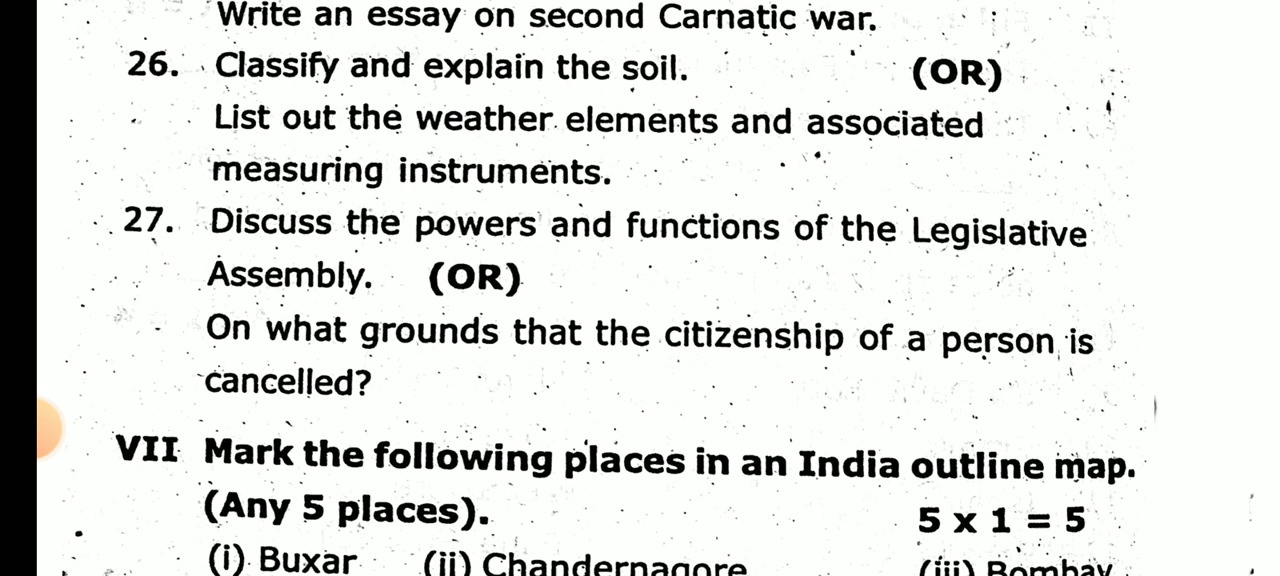 Write an essay on second Carnatic war.
26. Classify and explain the soil. (OR)
List out the weather elements and associated
measuring instruments.
27. Discuss the powers and functions of the Legislative
Assembly. (OR)
On what grounds that the citizenship of a person is
cancelled?
VII Mark the following places in an India outline map.
(Any 5 places). 5 x 1 = 5
(i) Buxar (ii) Chandernagore (iii) Bombay